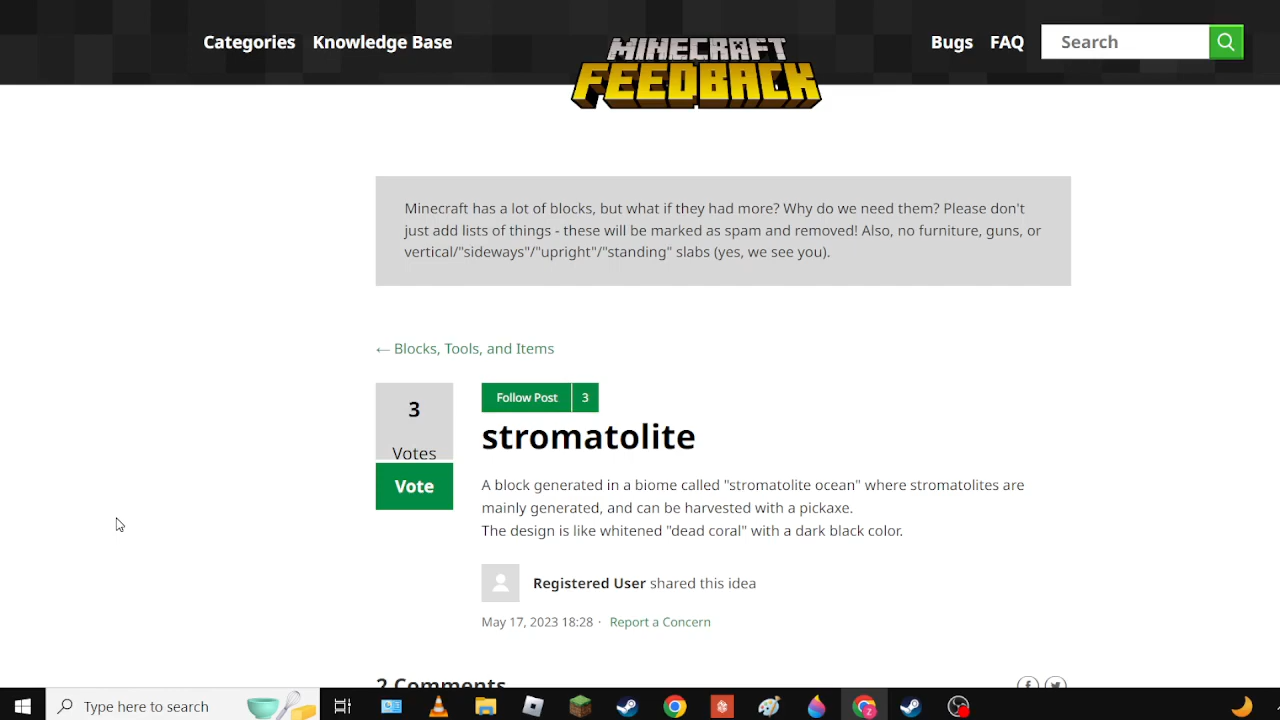 Categories Knowledge Base
MINECRAFT
FEEDBACK
Bugs FAQ Search
Minecraft has a lot of blocks, but what if they had more? Why do we need them? Please don't
just add lists of things - these will be marked as spam and removed! Also, no furniture, guns, or
vertical/"sideways"/"upright"/"standing" slabs (yes, we see you).
← Blocks, Tools, and Items
3
Votes
Vote
Follow Post 3
stromatolite
A block generated in a biome called "stromatolite ocean" where stromatolites are
mainly generated, and can be harvested with a pickaxe.
The design is like whitened "dead coral" with a dark black color.
Registered User shared this idea
May 17, 2023 18:28 · Report a Concern
2 Comments
Type here to search